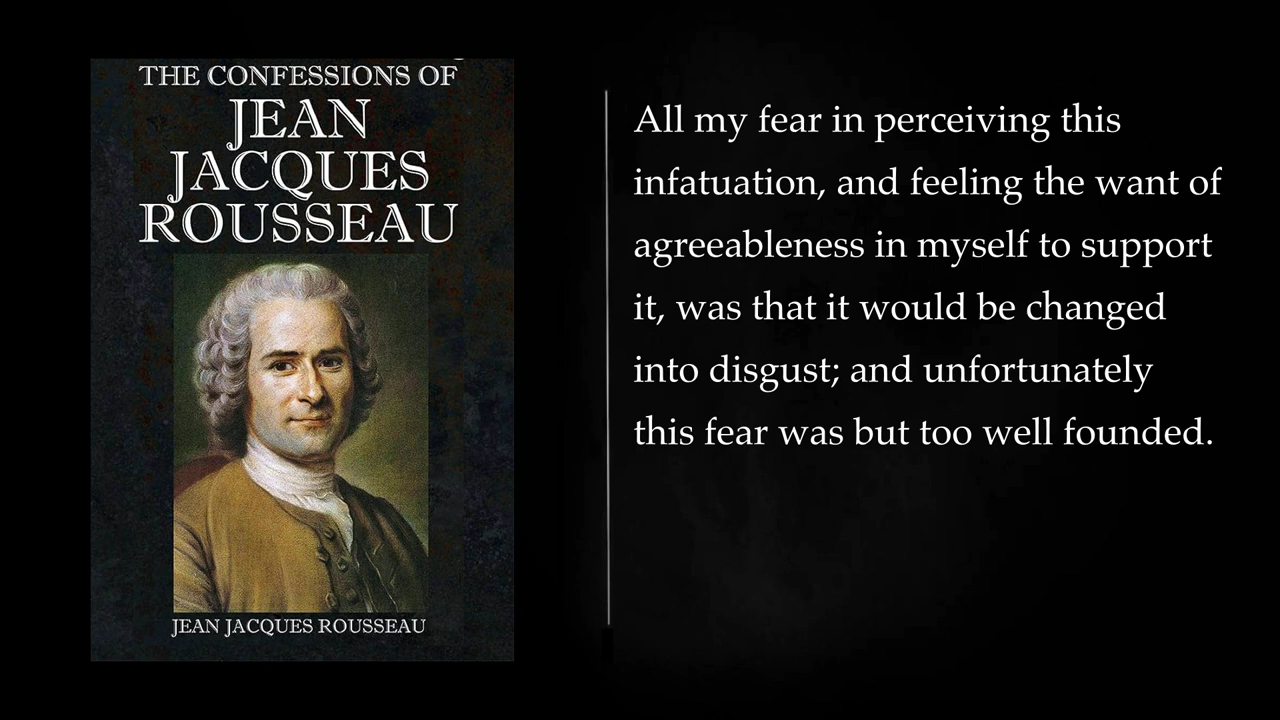 THE CONFESSIONS OF
JEAN
JACQUES
ROUSSEAU
JEAN JACQUES ROUSSEAU
All my fear in perceiving this
infatuation, and feeling the want of
agreeableness in myself to support
it, was that it would be changed
into disgust; and unfortunately
this fear was but too well founded.